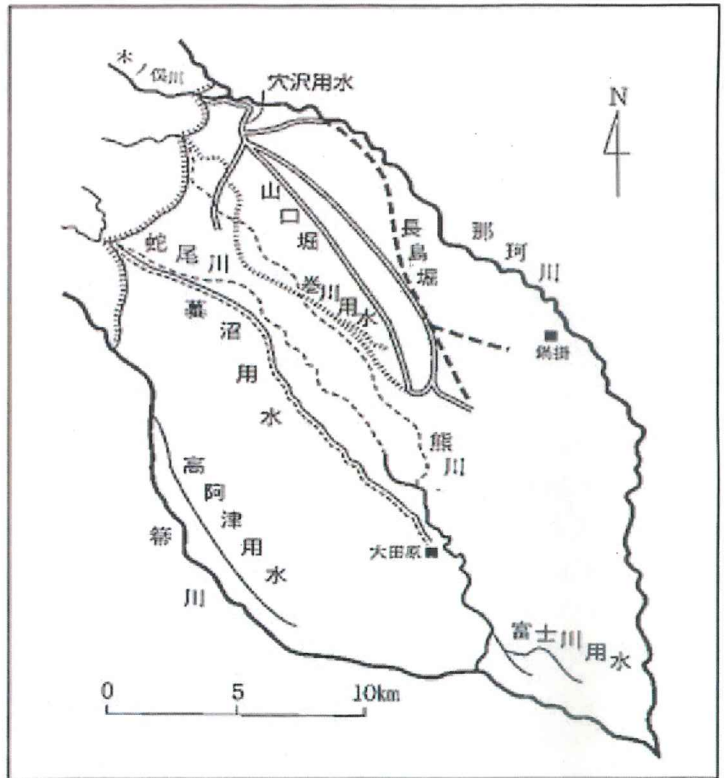 木ノ俣川
穴沢用水
N
山口堀
長島堀
那珂川
蛇尾川
巻川用水
蟇沼用水
鍋掛
熊川
高阿津用水
箒川
大田原
富士川用水
0 5 10km